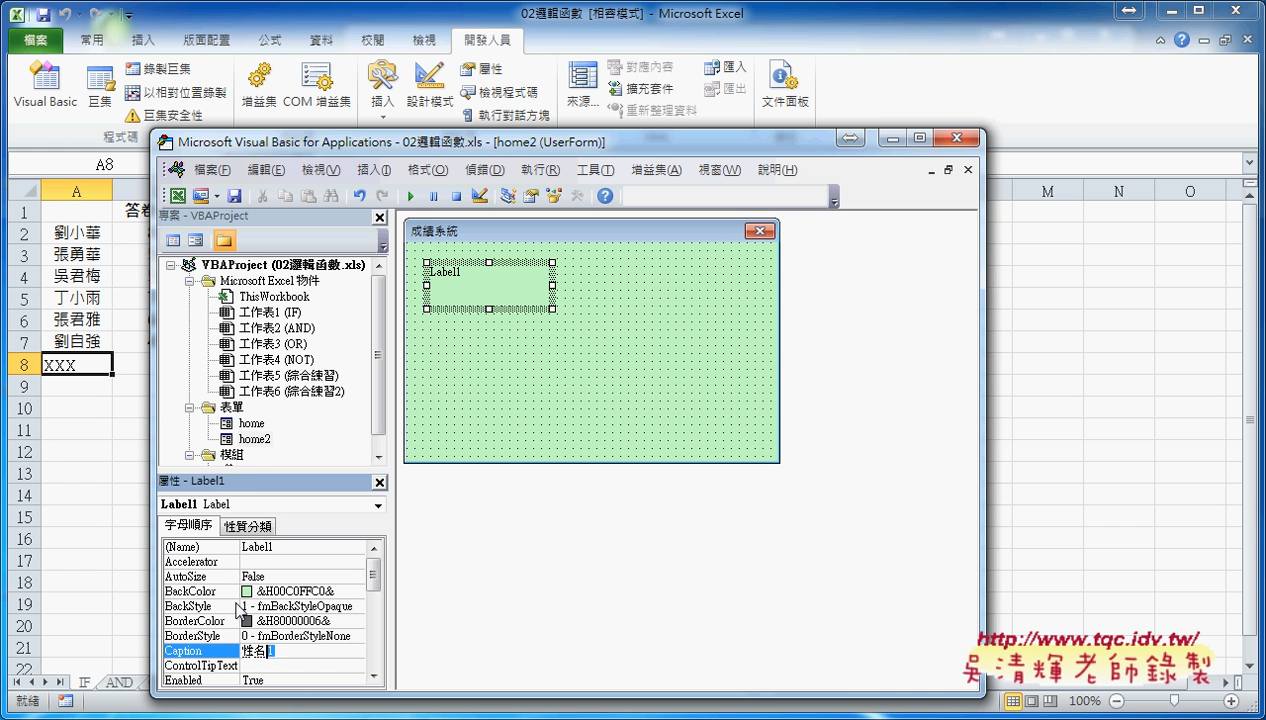 02邏輯函數 [相容模式] - Microsoft Excel
檔案 常用 插入 版面配置 公式 資料 校閱 檢視 開發人員
錄製巨集 屬性 對應內容 匯入
以相對位置錄製 檢視程式碼 擴充套件 匯出
Visual Basic 巨集 增益集 COM 增益集 插入 設計模式 來源... 文件面板
巨集安全性 執行對話方塊 重新整理資料
程式碼
A8
Microsoft Visual Basic for Applications - 02邏輯函數.xls - [home2 (UserForm)]
檔案(F) 編輯(E) 檢視(V) 插入(I) 格式(O) 偵錯(D) 執行(R) 工具(T) 增益集(A) 視窗(W) 說明(H)
A M N O
1 答卷
2 劉小華
3 張勇華
4 吳君梅
5 丁小雨
6 張君雅
7 劉自強
8 XXX
9
10
11
12
13
14
15
16
17
18
19
20
21
22
專案 - VBAProject
VBAProject (02邏輯函數.xls)
Microsoft Excel 物件
ThisWorkbook
工作表1 (IF)
工作表2 (AND)
工作表3 (OR)
工作表4 (NOT)
工作表5 (綜合練習)
工作表6 (綜合練習2)
表單
home
home2
模組
成績系統
Label1
屬性 - Label1
Label1 Label
字母順序 性質分類
(Name) Label1
Accelerator
AutoSize False
BackColor &H00C0FFC0&
BackStyle 1 - fmBackStyleOpaque
BorderColor &H80000006&
BorderStyle 0 - fmBorderStyleNone
Caption 性名1
ControlTipText
Enabled True
http://www.tqc.idv.tw/
吳清輝老師錄製
IF AND
就緒 100%